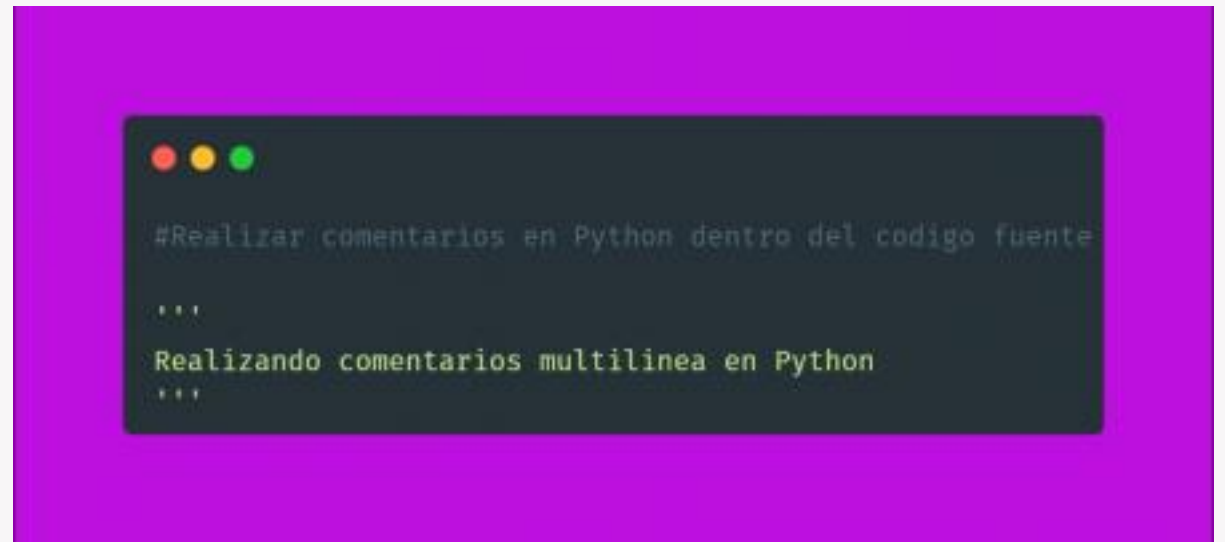 #Realizar comentarios en Python dentro del codigo fuente
'''
Realizando comentarios multilinea en Python
'''